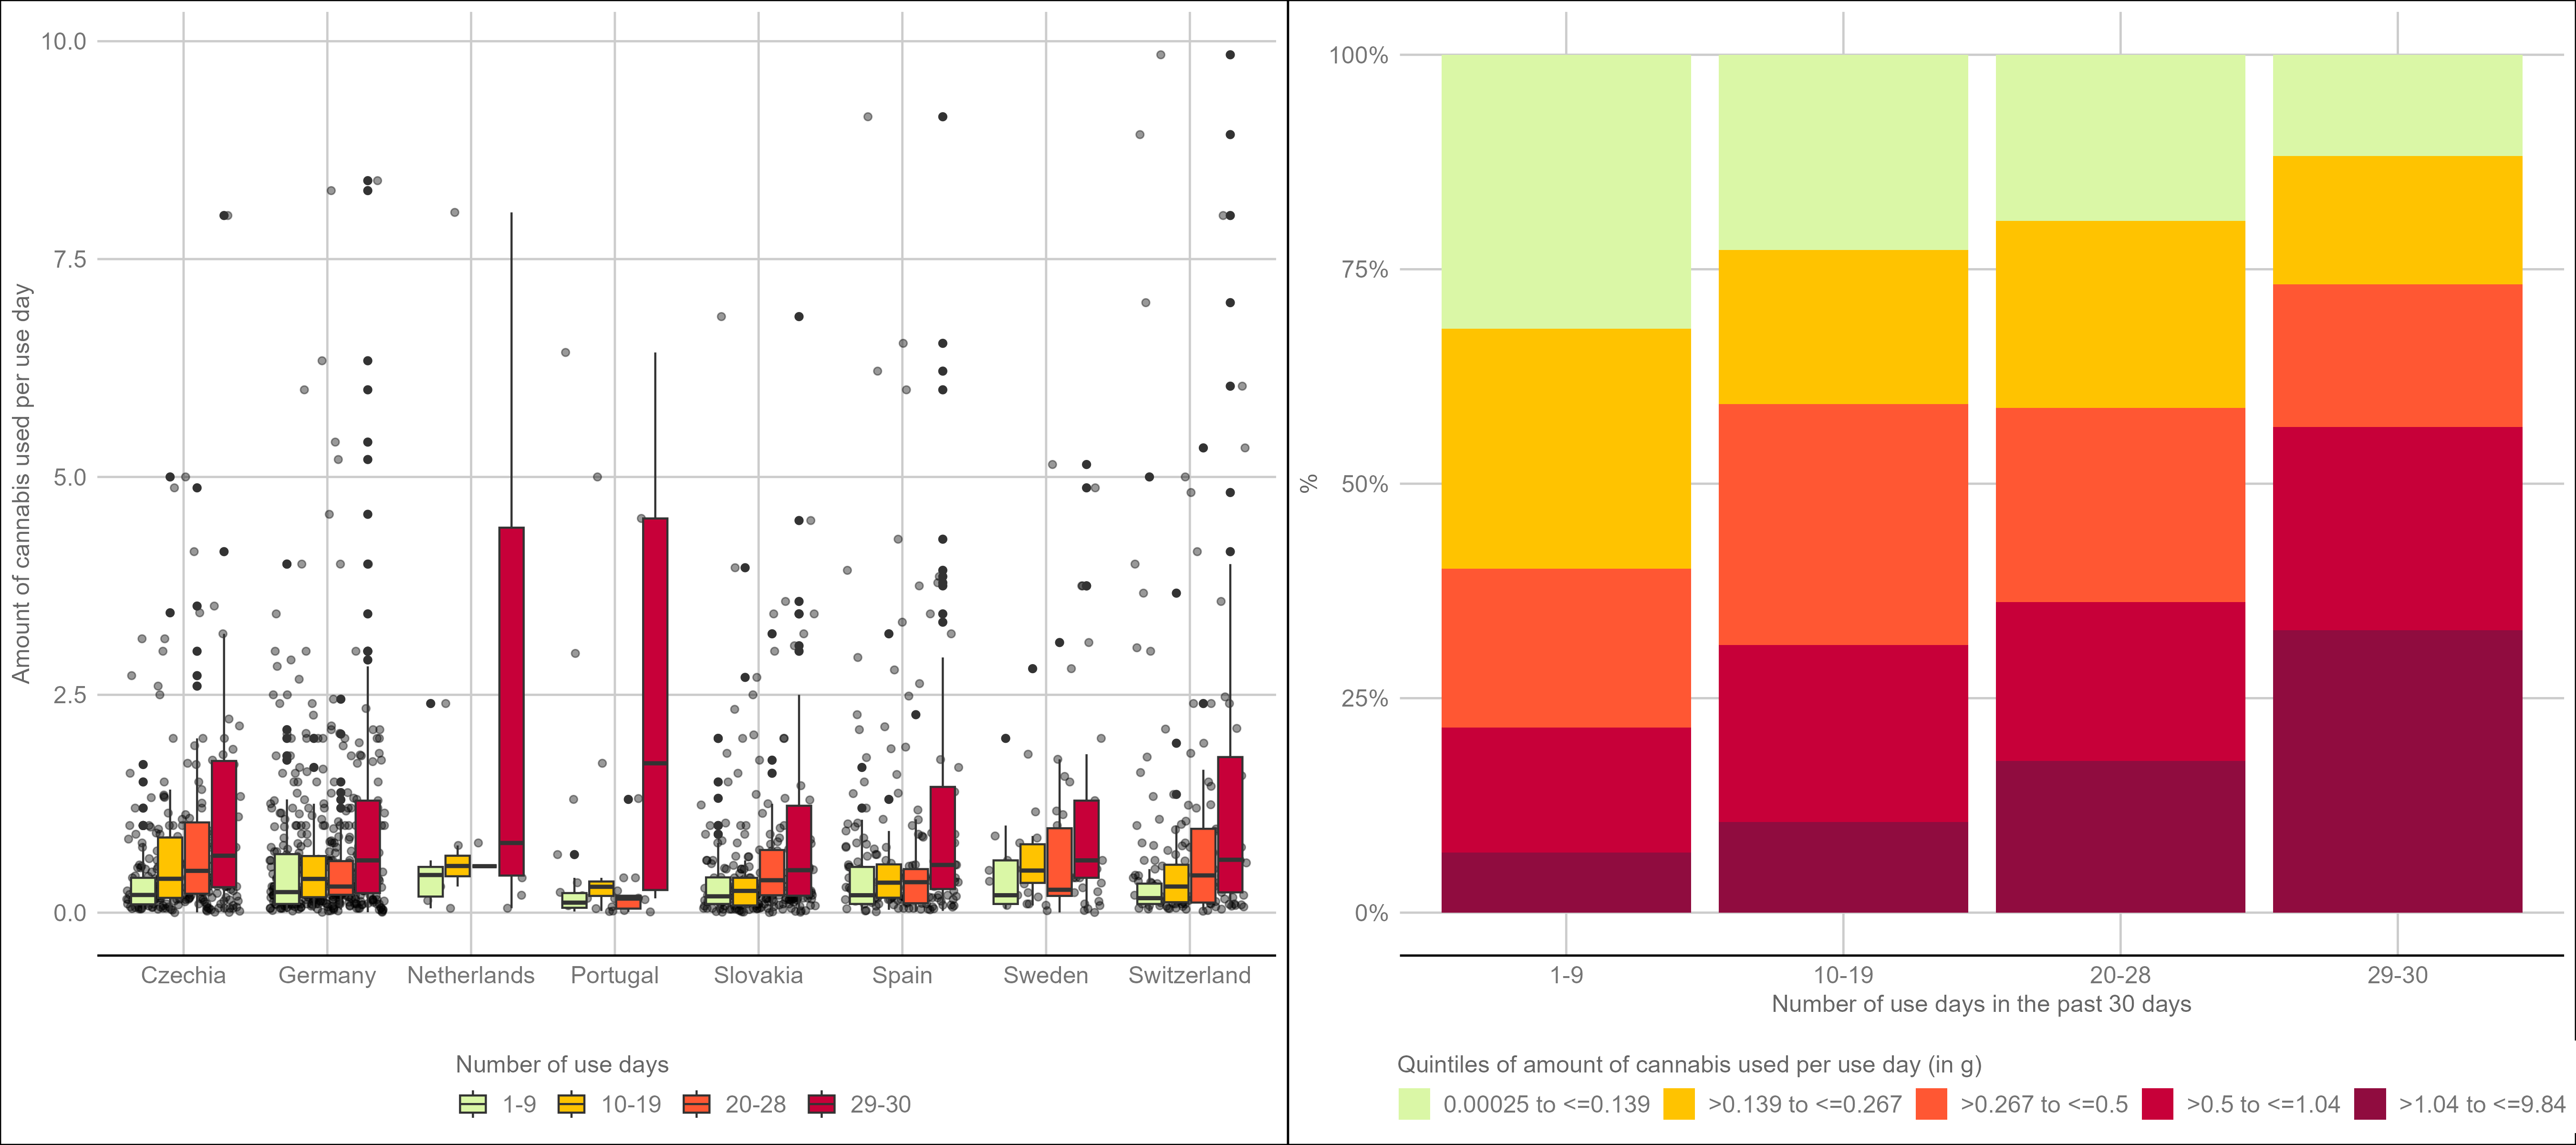 Amount of cannabis used per use day
10.0
7.5
5.0
2.5
0.0
Czechia Germany Netherlands Portugal Slovakia Spain Sweden Switzerland
Number of use days
1-9 10-19 20-28 29-30
%
100%
75%
50%
25%
0%
1-9 10-19 20-28 29-30
Number of use days in the past 30 days
Quintiles of amount of cannabis used per use day (in g)
0.00025 to <=0.139 >0.139 to <=0.267 >0.267 to <=0.5 >0.5 to <=1.04 >1.04 to <=9.84